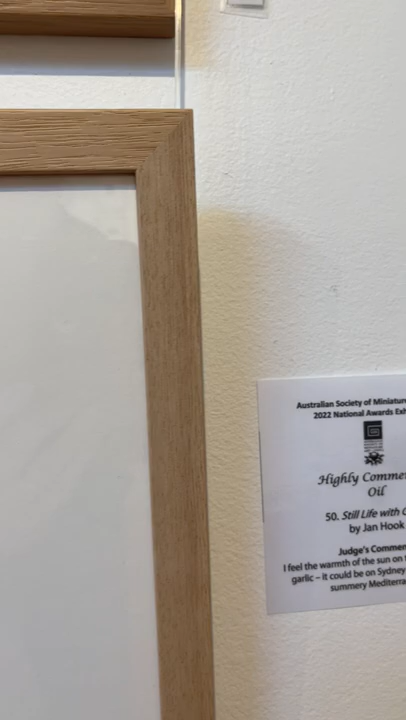 Australian Society of Miniature
2022 National Awards Exh
Highly Comme
Oil
50. Still Life with G
by Jan Hook
Judge's Commen
I feel the warmth of the sun on t
garlic – it could be on Sydney
summery Mediterra